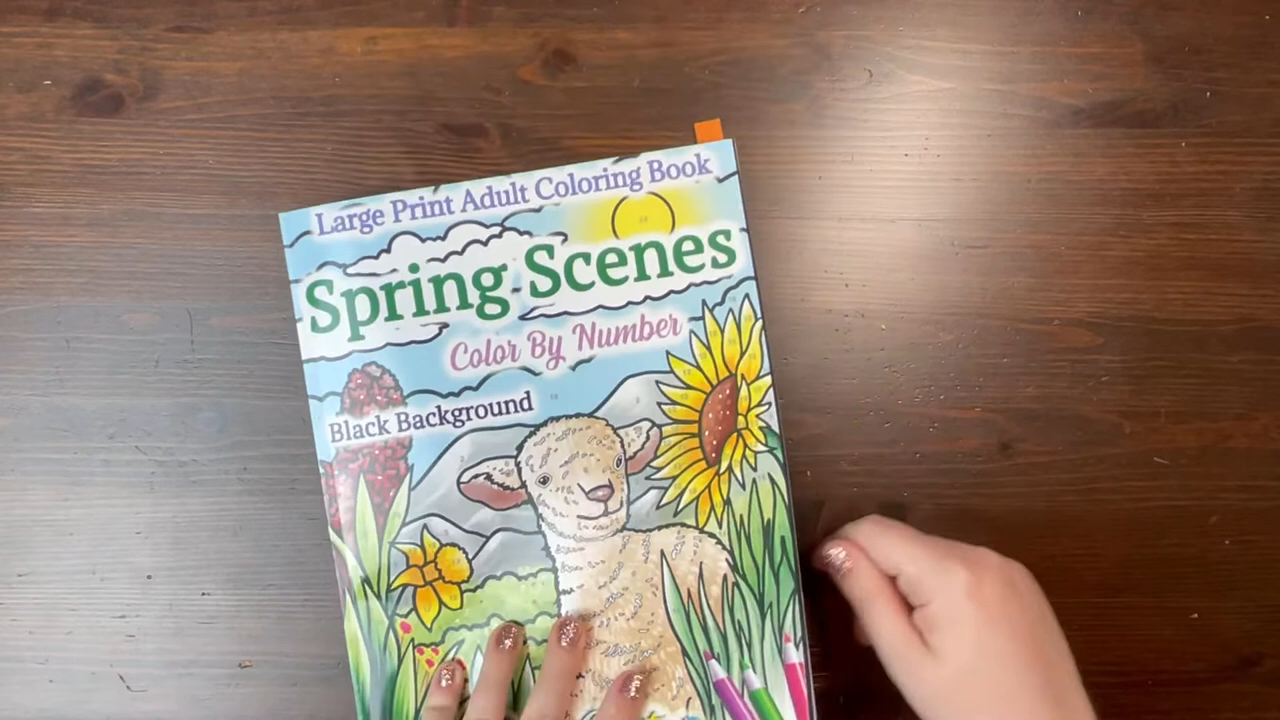 Large Print Adult Coloring Book
Spring Scenes
Color By Number
Black Background